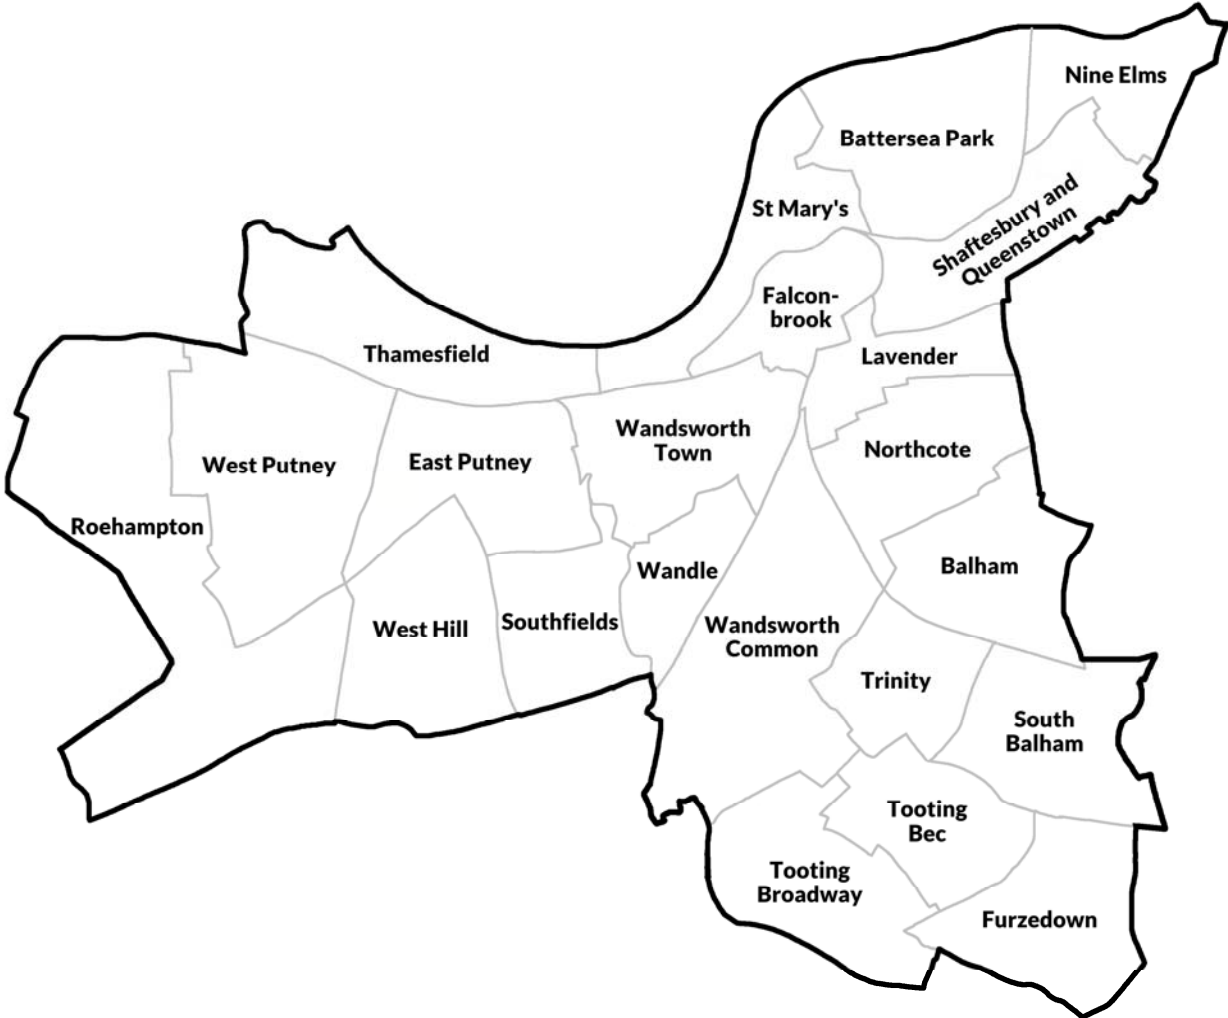 Nine Elms
Battersea Park
St Mary's
Shaftesbury and
Queenstown
Falcon-
brook
Thamesfield
Lavender
Wandsworth
Town
Northcote
West Putney
East Putney
Roehampton
Wandle
Balham
West Hill
Southfields
Wandsworth
Common
Trinity
South
Balham
Tooting
Bec
Tooting
Broadway
Furzedown